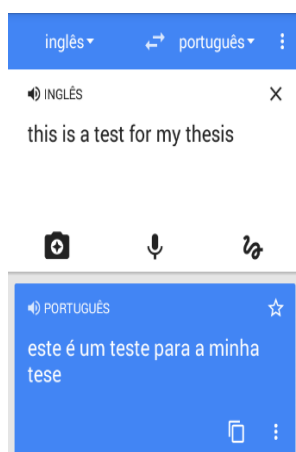 inglês português
INGLÊS
this is a test for my thesis
PORTUGUÊS
este é um teste para a minha
tese